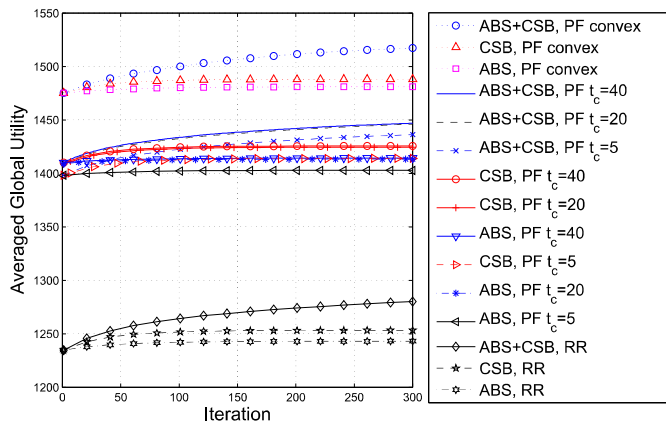 1550
1500
1450
1400
1350
1300
1250
1200
0
50
100
150
200
250
300
Averaged Global Utility
Iteration
ABS+CSB, PF convex
CSB, PF convex
ABS, PF convex
ABS+CSB, PF t_c=40
ABS+CSB, PF t_c=20
ABS+CSB, PF t_c=5
CSB, PF t_c=40
CSB, PF t_c=20
ABS, PF t_c=40
CSB, PF t_c=5
ABS, PF t_c=20
ABS, PF t_c=5
ABS+CSB, RR
CSB, RR
ABS, RR